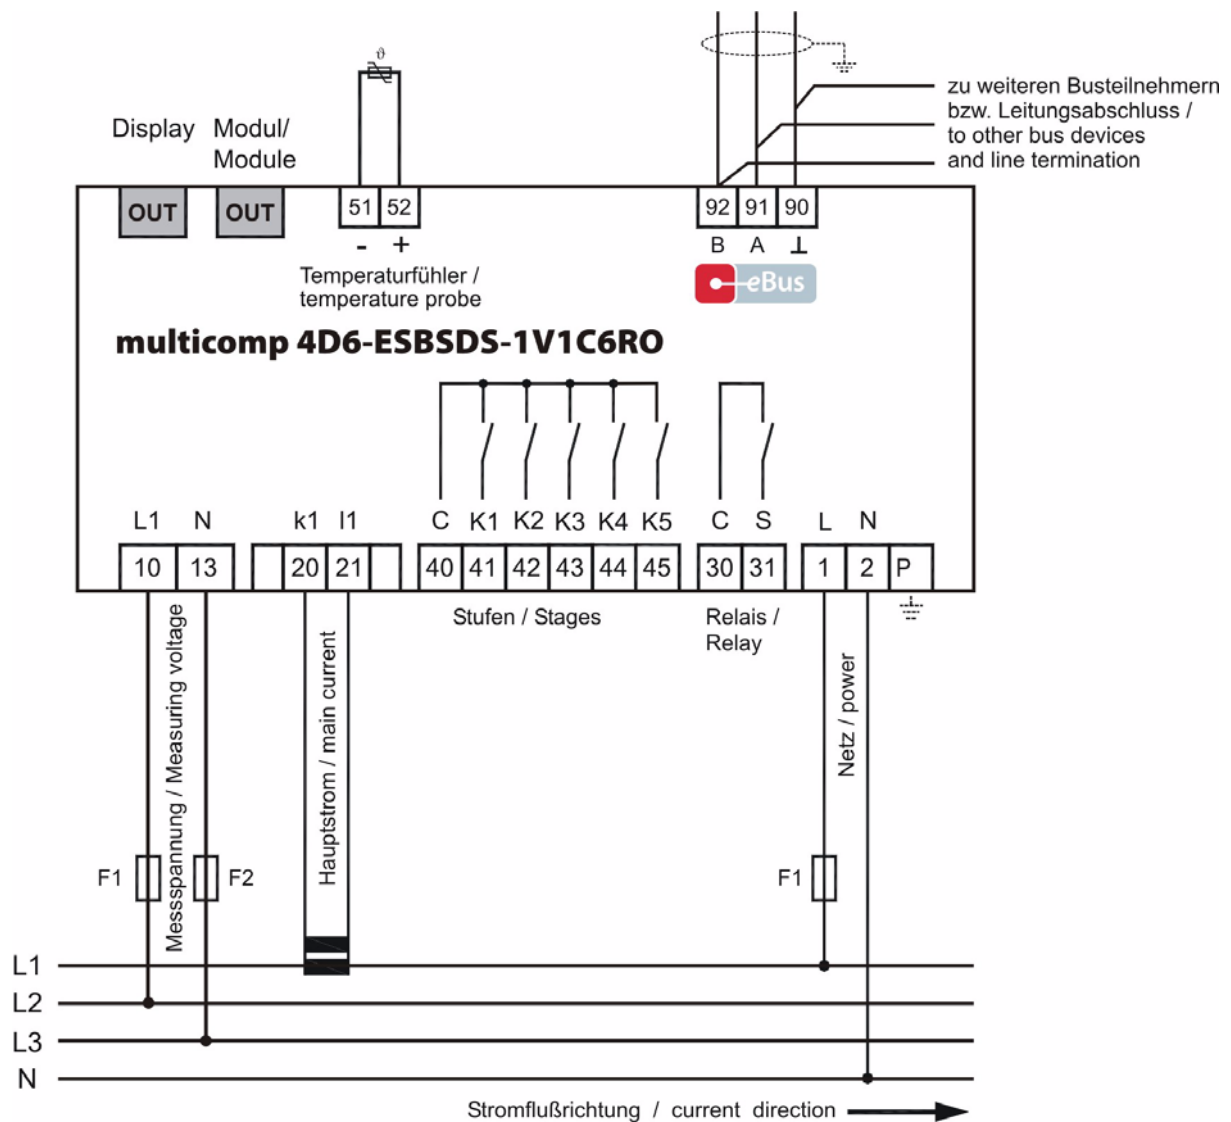 zu weiteren Busteilnehmern
bzw. Leitungsabschluss /
to other bus devices
and line termination
ϑ
Display Modul/
Module
OUT OUT 51 52 92 91 90
- + B A ⊥
Temperaturfühler /
temperature probe
eBus
multicomp 4D6-ESBSDS-1V1C6RO
L1 N k1 l1 C K1 K2 K3 K4 K5 C S L N
10 13 20 21 40 41 42 43 44 45 30 31 1 2 P
Stufen / Stages
Relais /
Relay
Messspannung / Measuring voltage
Hauptstrom / main current
Netz / power
F1 F2 F1
L1
L2
L3
N
Stromflußrichtung / current direction